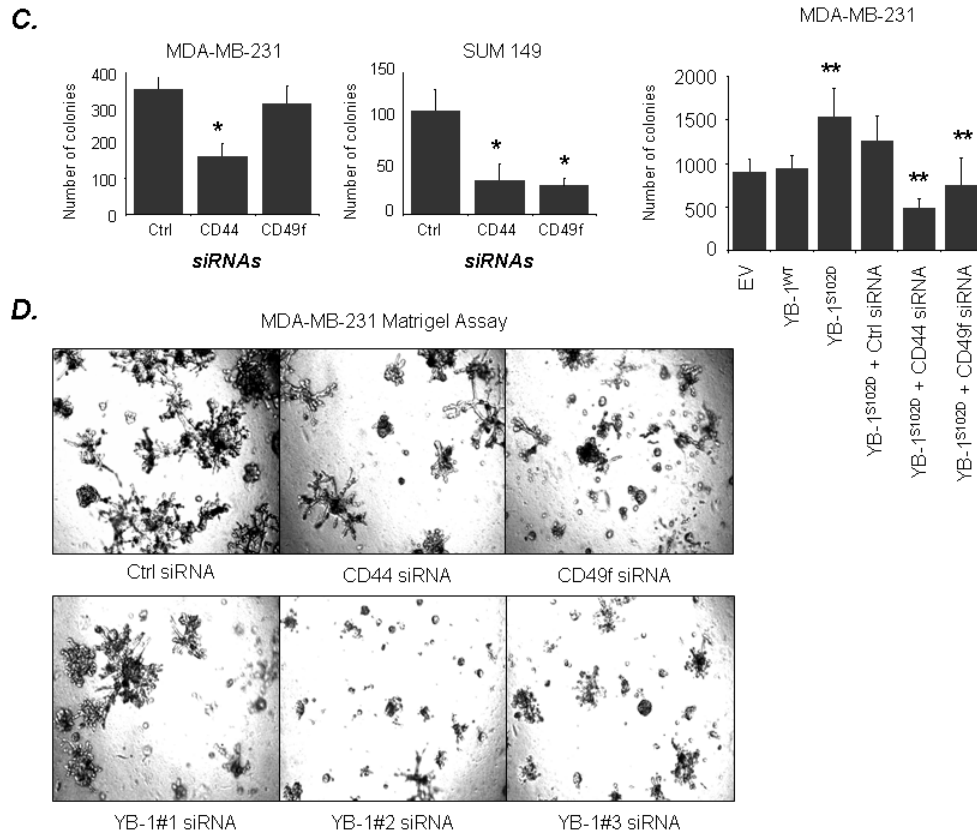 C.
MDA-MB-231
Number of colonies
400
300
200
100
0
*
Ctrl
CD44
CD49f
siRNAs
SUM 149
Number of colonies
150
100
50
0
*
*
Ctrl
CD44
CD49f
siRNAs
MDA-MB-231
Number of colonies
2000
1500
1000
500
0
**
**
**
EV
YB-1WT
YB-1S102D
YB-1S102D + Ctrl siRNA
YB-1S102D + CD44 siRNA
YB-1S102D + CD49f siRNA
D.
MDA-MB-231 Matrigel Assay
Ctrl siRNA
CD44 siRNA
CD49f siRNA
YB-1#1 siRNA
YB-1#2 siRNA
YB-1#3 siRNA